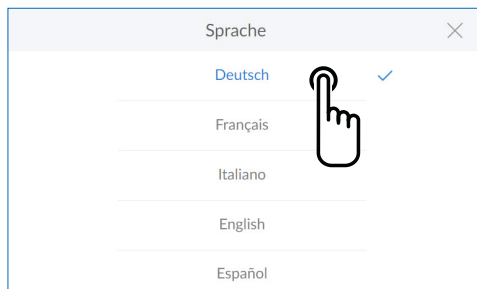 Sprache
Deutsch
Français
Italiano
English
Español